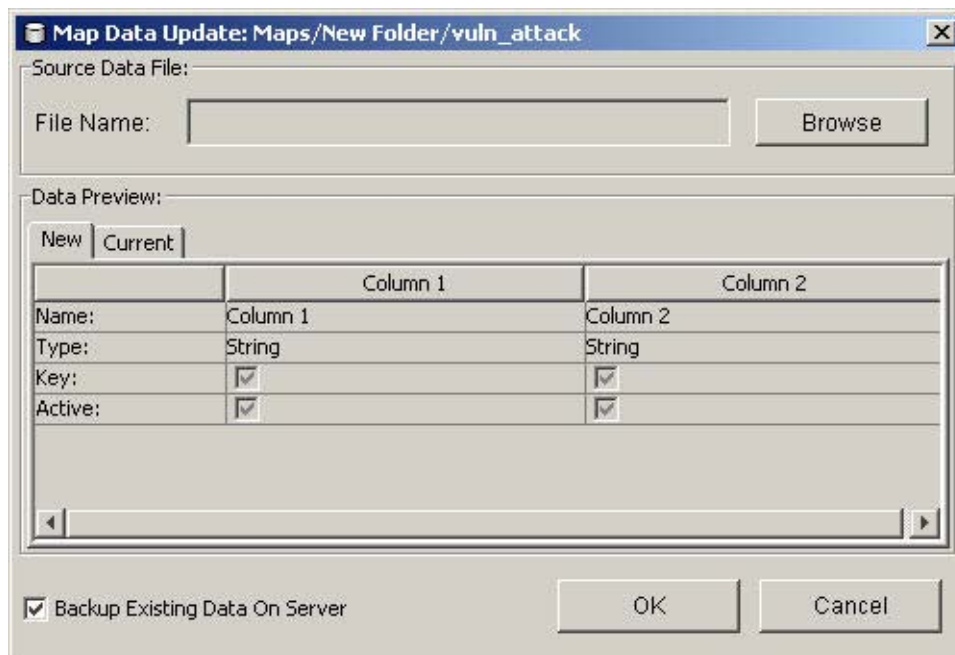 Map Data Update: Maps/New Folder/vuln_attack
Source Data File:
File Name:
Browse
Data Preview:
New Current
Column 1 Column 2
Name: Column 1 Column 2
Type: String String
Key:
Active:
Backup Existing Data On Server
OK
Cancel